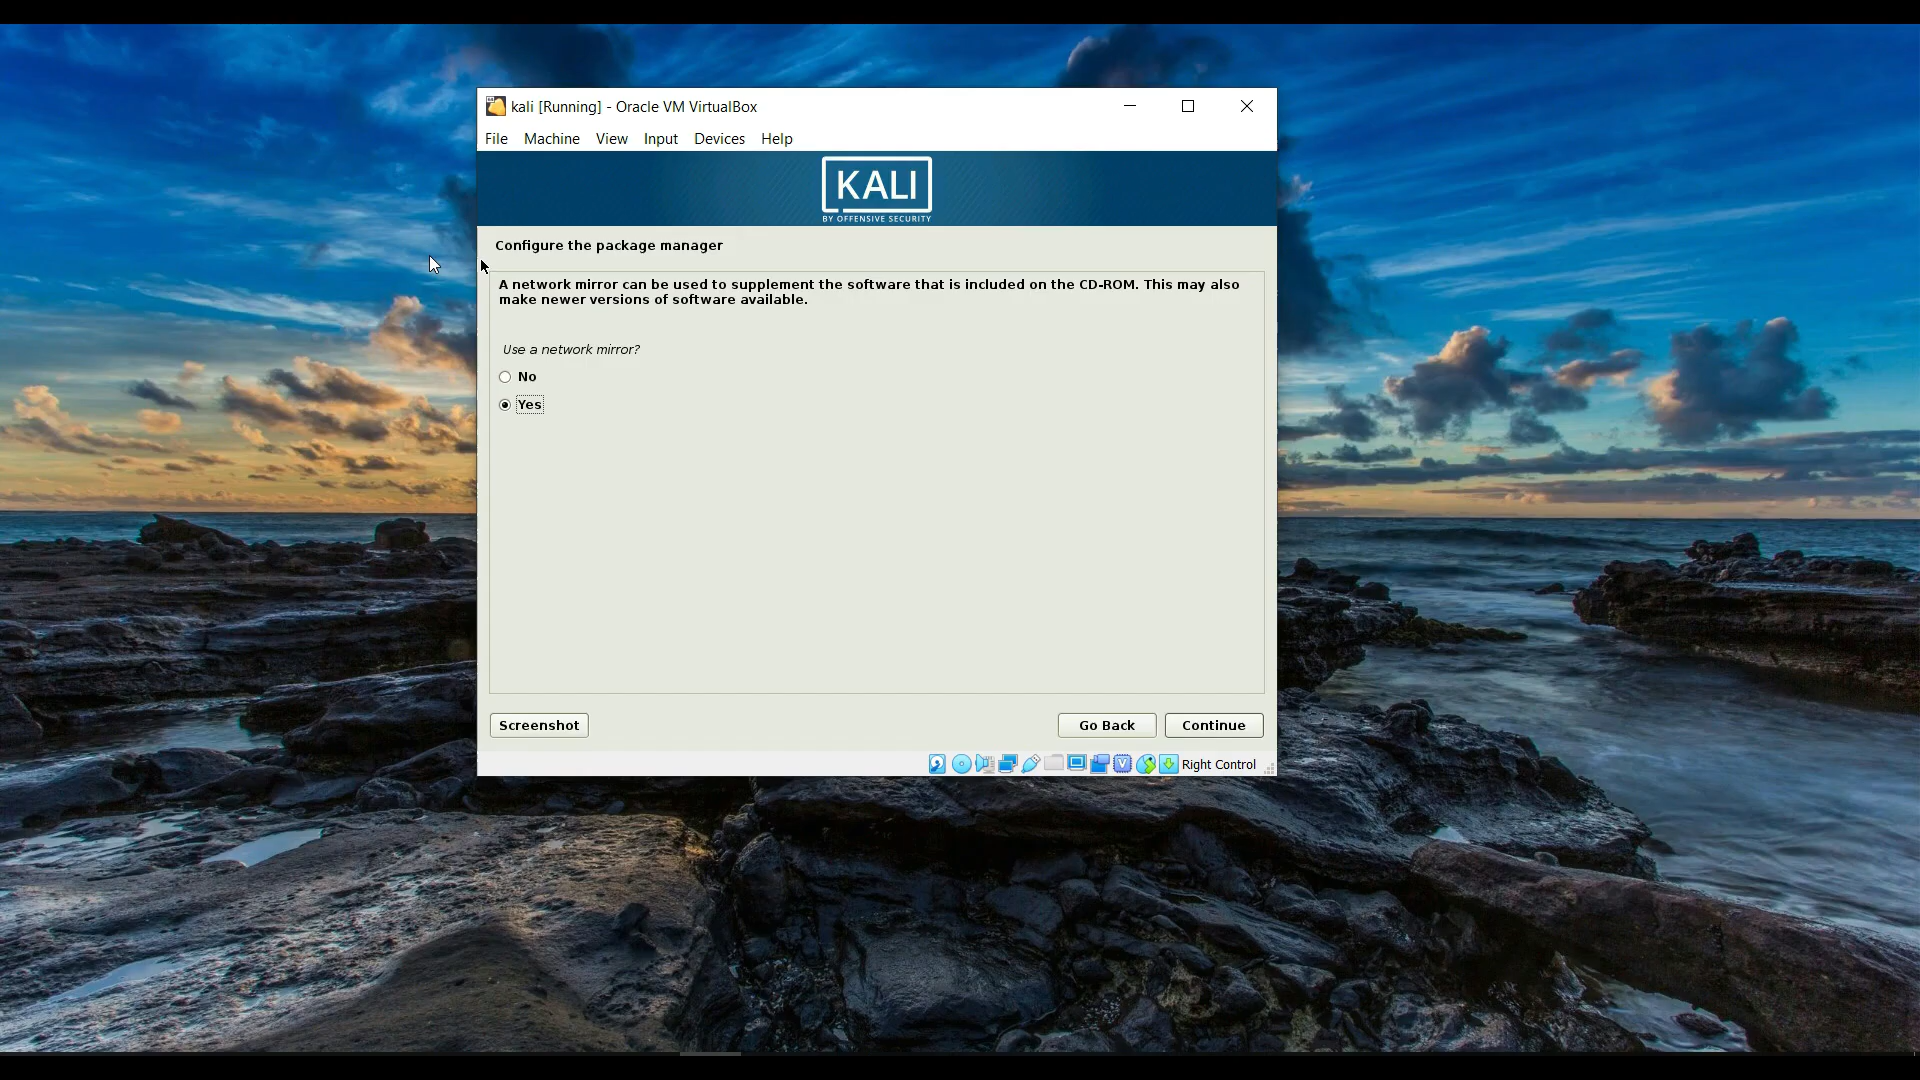 kali [Running] - Oracle VM VirtualBox
File Machine View Input Devices Help
KALI
BY OFFENSIVE SECURITY
Configure the package manager
A network mirror can be used to supplement the software that is included on the CD-ROM. This may also
make newer versions of software available.
Use a network mirror?
No
Yes
Screenshot Go Back Continue
Right Control